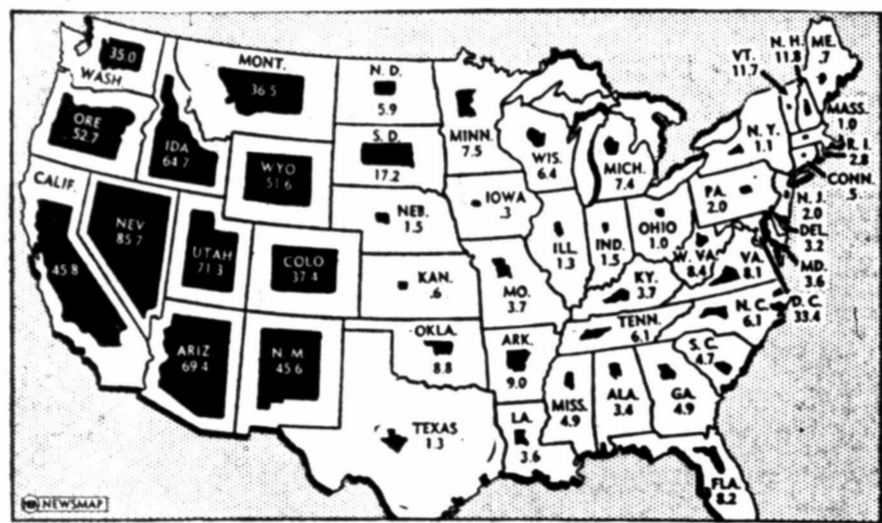 35.0
WASH
MONT.
36.5
N. D.
5.9
MINN.
7.5
VT.
11.7
N. H.
11.8
ME.
.7
MASS.
1.0
R. I.
2.8
CONN.
.5
ORE
52.7
IDA
64.7
WYO
51.6
S. D.
17.2
WIS.
6.4
MICH.
7.4
N. Y.
1.1
CALIF.
45.8
NEV
85.7
UTAH
71.3
COLO
37.4
NEB.
1.5
IOWA
.3
ILL.
1.3
IND.
1.5
OHIO
1.0
PA.
2.0
N. J.
2.0
DEL.
3.2
MD.
3.6
D. C.
33.4
W. VA.
8.4
VA.
8.1
KAN.
.6
MO.
3.7
KY.
3.7
N. C.
6.1
TENN.
6.1
S. C.
4.7
ARIZ.
69.4
N. M
45.6
OKLA.
8.8
ARK.
9.0
MISS.
4.9
ALA.
3.4
GA.
4.9
TEXAS
1.3
LA.
3.6
FLA.
8.2
NEWSMAP